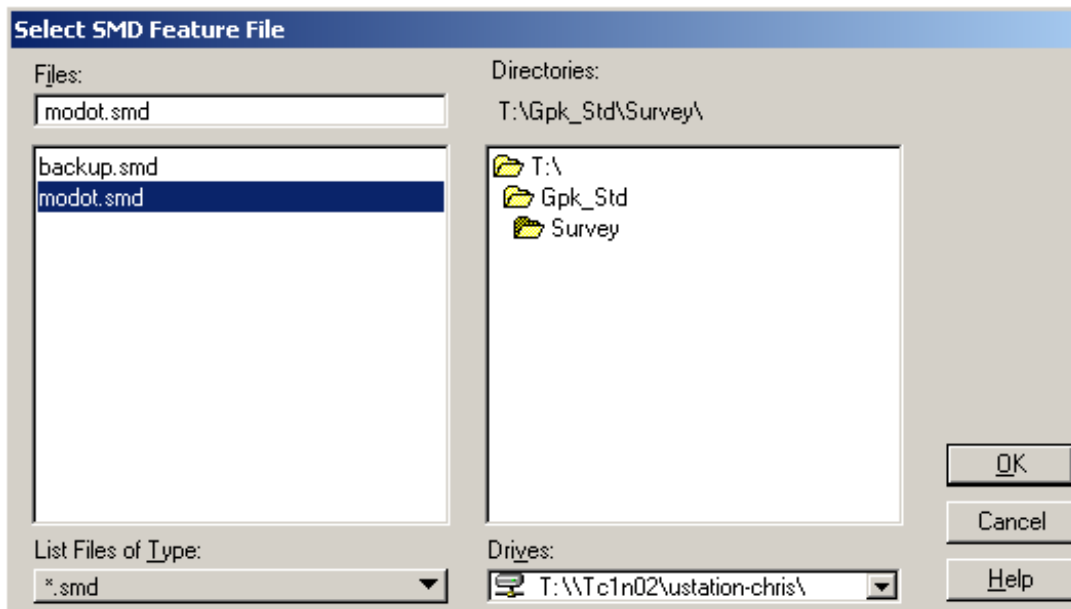 Select SMD Feature File
Files:
modot.smd
backup.smd
modot.smd
List Files of Type:
*.smd
Directories:
T:\Gpk_Std\Survey\
T:\
Gpk_Std
Survey
Drives:
T:\\Tc1n02\ustation-chris\
OK
Cancel
Help